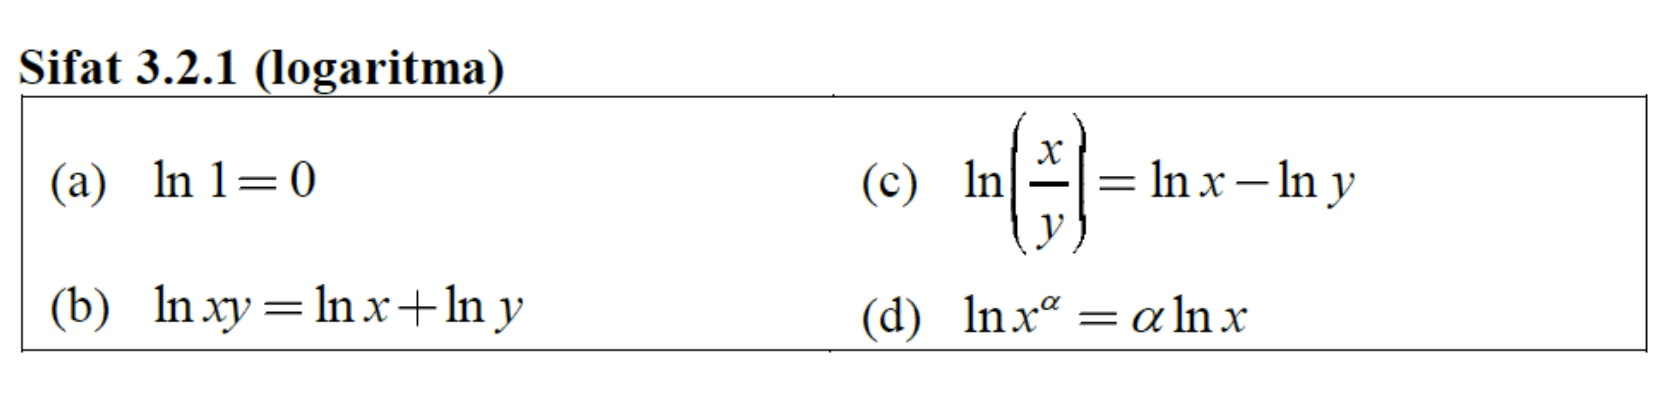 Sifat 3.2.1 (logaritma)
(a) ln 1 = 0
(c) ln(x/y) = ln x − ln y
(b) ln xy = ln x + ln y
(d) ln x^α = α ln x